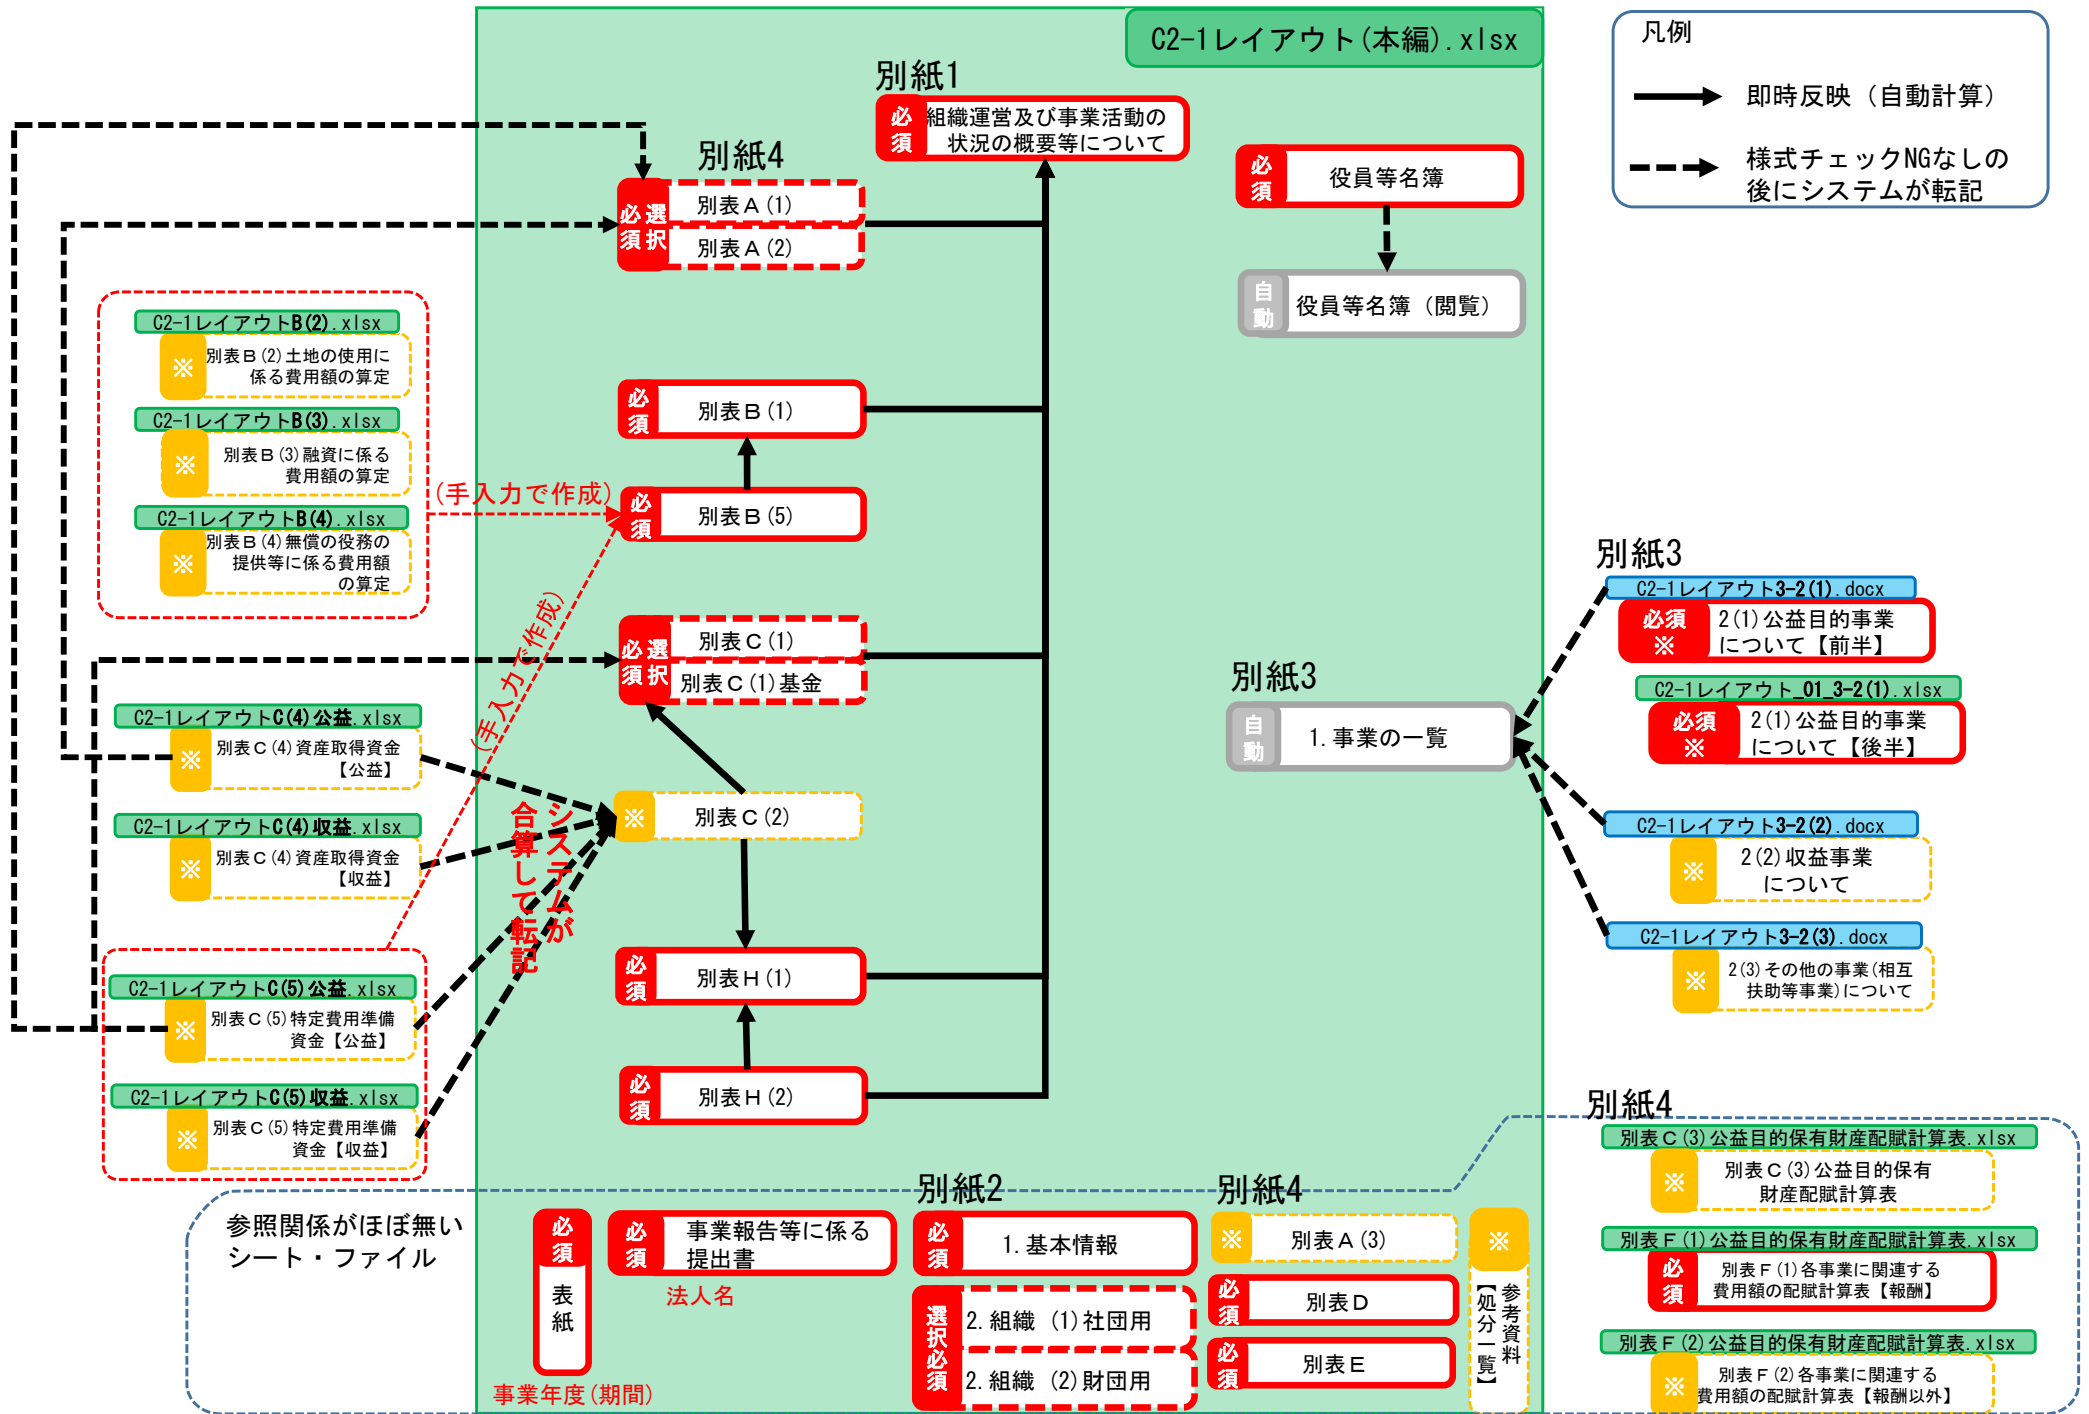 C2-1レイアウト(本編).xlsx
凡例
即時反映（自動計算）
様式チェックNGなしの
後にシステムが転記
別紙1
必須
組織運営及び事業活動の
状況の概要等について
必須
役員等名簿
自動
役員等名簿（閲覧）
別紙4
選択必須
別表A(1)
別表A(2)
C2-1レイアウトB(2).xlsx
※
別表B(2)土地の使用に
係る費用額の算定
C2-1レイアウトB(3).xlsx
※
別表B(3)融資に係る
費用額の算定
C2-1レイアウトB(4).xlsx
※
別表B(4)無償の役務の
提供等に係る費用額
の算定
(手入力で作成)
必須
別表B(1)
必須
別表B(5)
(手入力で作成)
選択必須
別表C(1)
別表C(1)基金
C2-1レイアウトC(4)公益.xlsx
※
別表C(4)資産取得資金
【公益】
C2-1レイアウトC(4)収益.xlsx
※
別表C(4)資産取得資金
【収益】
システムが
合算して転記
※
別表C(2)
C2-1レイアウトC(5)公益.xlsx
※
別表C(5)特定費用準備
資金【公益】
C2-1レイアウトC(5)収益.xlsx
※
別表C(5)特定費用準備
資金【収益】
必須
別表H(1)
必須
別表H(2)
別紙3
自動
1.事業の一覧
別紙3
C2-1レイアウト3-2(1).docx
必須
※
2(1)公益目的事業
について【前半】
C2-1レイアウト_01_3-2(1).xlsx
必須
※
2(1)公益目的事業
について【後半】
C2-1レイアウト3-2(2).docx
※
2(2)収益事業
について
C2-1レイアウト3-2(3).docx
※
2(3)その他の事業(相互
扶助等事業)について
参照関係がほぼ無い
シート・ファイル
必須
表紙
事業年度(期間)
必須
事業報告等に係る
提出書
法人名
別紙2
必須
1.基本情報
選択必須
2.組織 (1)社団用
2.組織 (2)財団用
別紙4
※
別表A(3)
必須
別表D
必須
別表E
※
参考資料
【処分一覧】
別紙4
別表C(3)公益目的保有財産配賦計算表.xlsx
※
別表C(3)公益目的保有
財産配賦計算表
別表F(1)公益目的保有財産配賦計算表.xlsx
必須
別表F(1)各事業に関連する
費用額の配賦計算表【報酬】
別表F(2)公益目的保有財産配賦計算表.xlsx
※
別表F(2)各事業に関連する
費用額の配賦計算表【報酬以外】